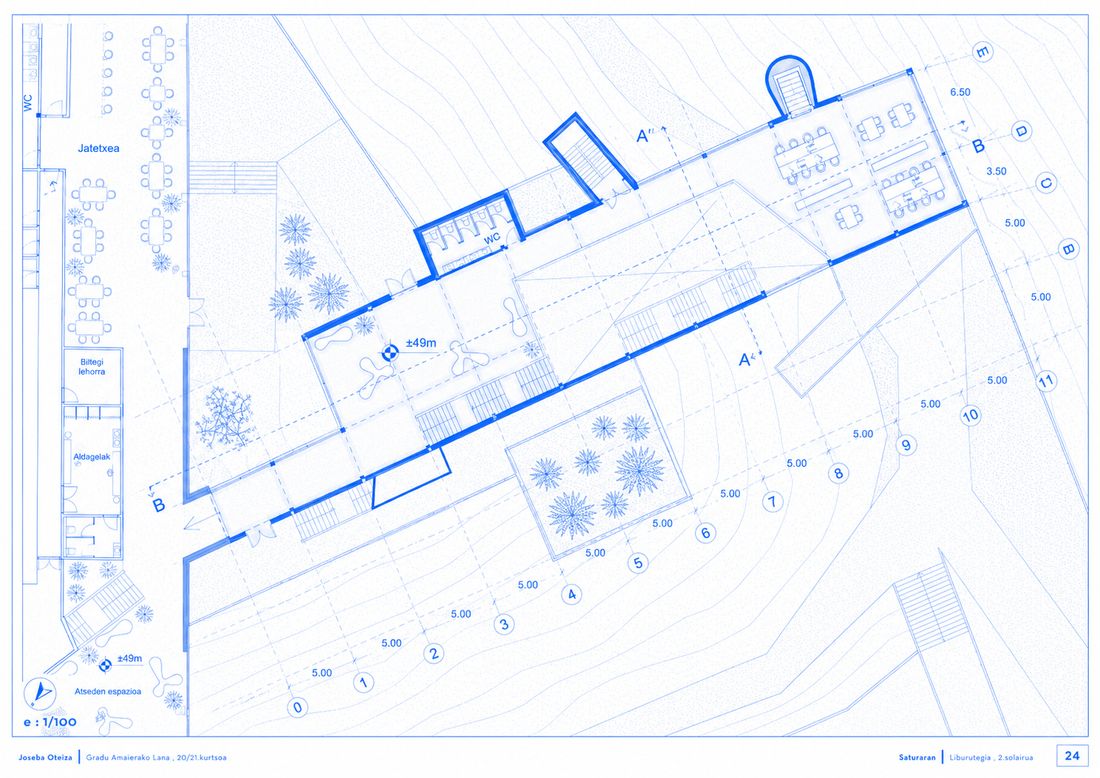 WC
Jatetxea
Biltegi
lehorra
Aldagelak
±49m
Atseden espazioa
e : 1/100
WC
±49m
A''
A'
B
B
E
D
C
B
6.50
3.50
5.00
5.00
0
1
2
3
4
5
6
7
8
9
10
11
5.00
5.00
5.00
5.00
5.00
5.00
5.00
5.00
5.00
5.00
5.00
Joseba Oteiza
Gradu Amaierako Lana , 20/21.kurtsoa
Saturaran
Liburutegia , 2.solairua
24